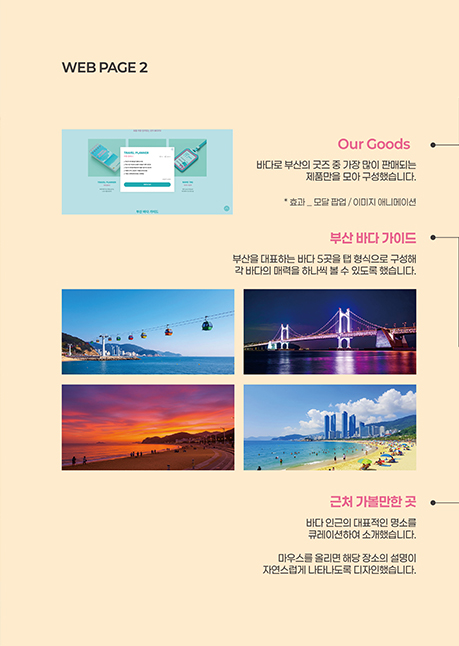 WEB PAGE 2
TRAVEL PLANNER
Our Goods
바다로 부산의 굿즈 중 가장 많이 판매되는
제품만을 모아 구성했습니다.
* 효과 _ 모달 팝업 / 이미지 애니메이션
부산 바다 가이드
부산을 대표하는 바다 5곳을 탭 형식으로 구성해
각 바다의 매력을 하나씩 볼 수 있도록 했습니다.
근처 가볼만한 곳
바다 인근의 대표적인 명소를
큐레이션하여 소개했습니다.
마우스를 올리면 해당 장소의 설명이
자연스럽게 나타나도록 디자인했습니다.